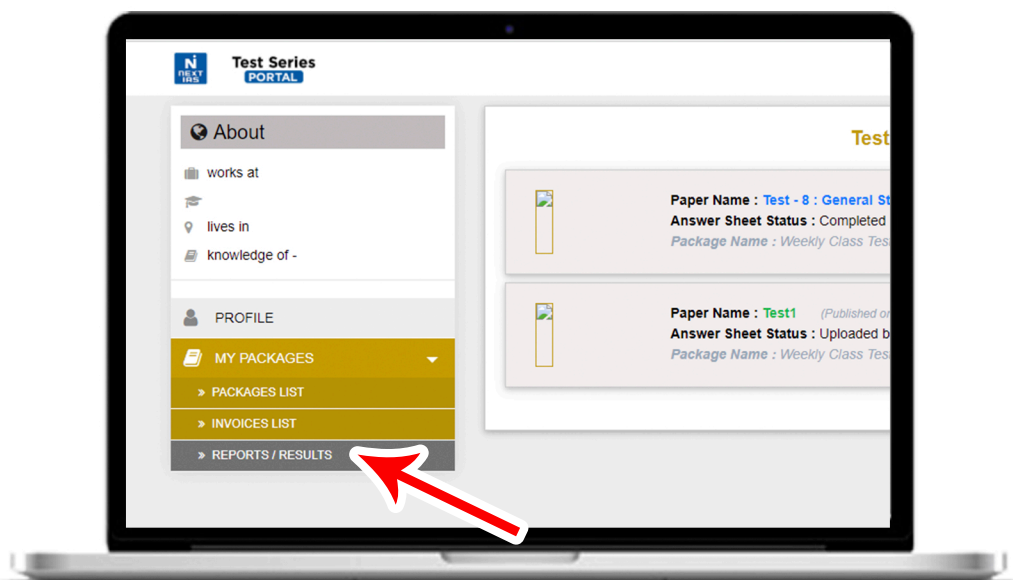 NEXT
IAS
Test Series
PORTAL
About
works at
lives in
knowledge of -
PROFILE
MY PACKAGES
» PACKAGES LIST
» INVOICES LIST
» REPORTS / RESULTS
Test
Paper Name : Test - 8 : General St
Answer Sheet Status : Completed
Package Name : Weekly Class Tes
Paper Name : Test1 (Published on
Answer Sheet Status : Uploaded b
Package Name : Weekly Class Tes